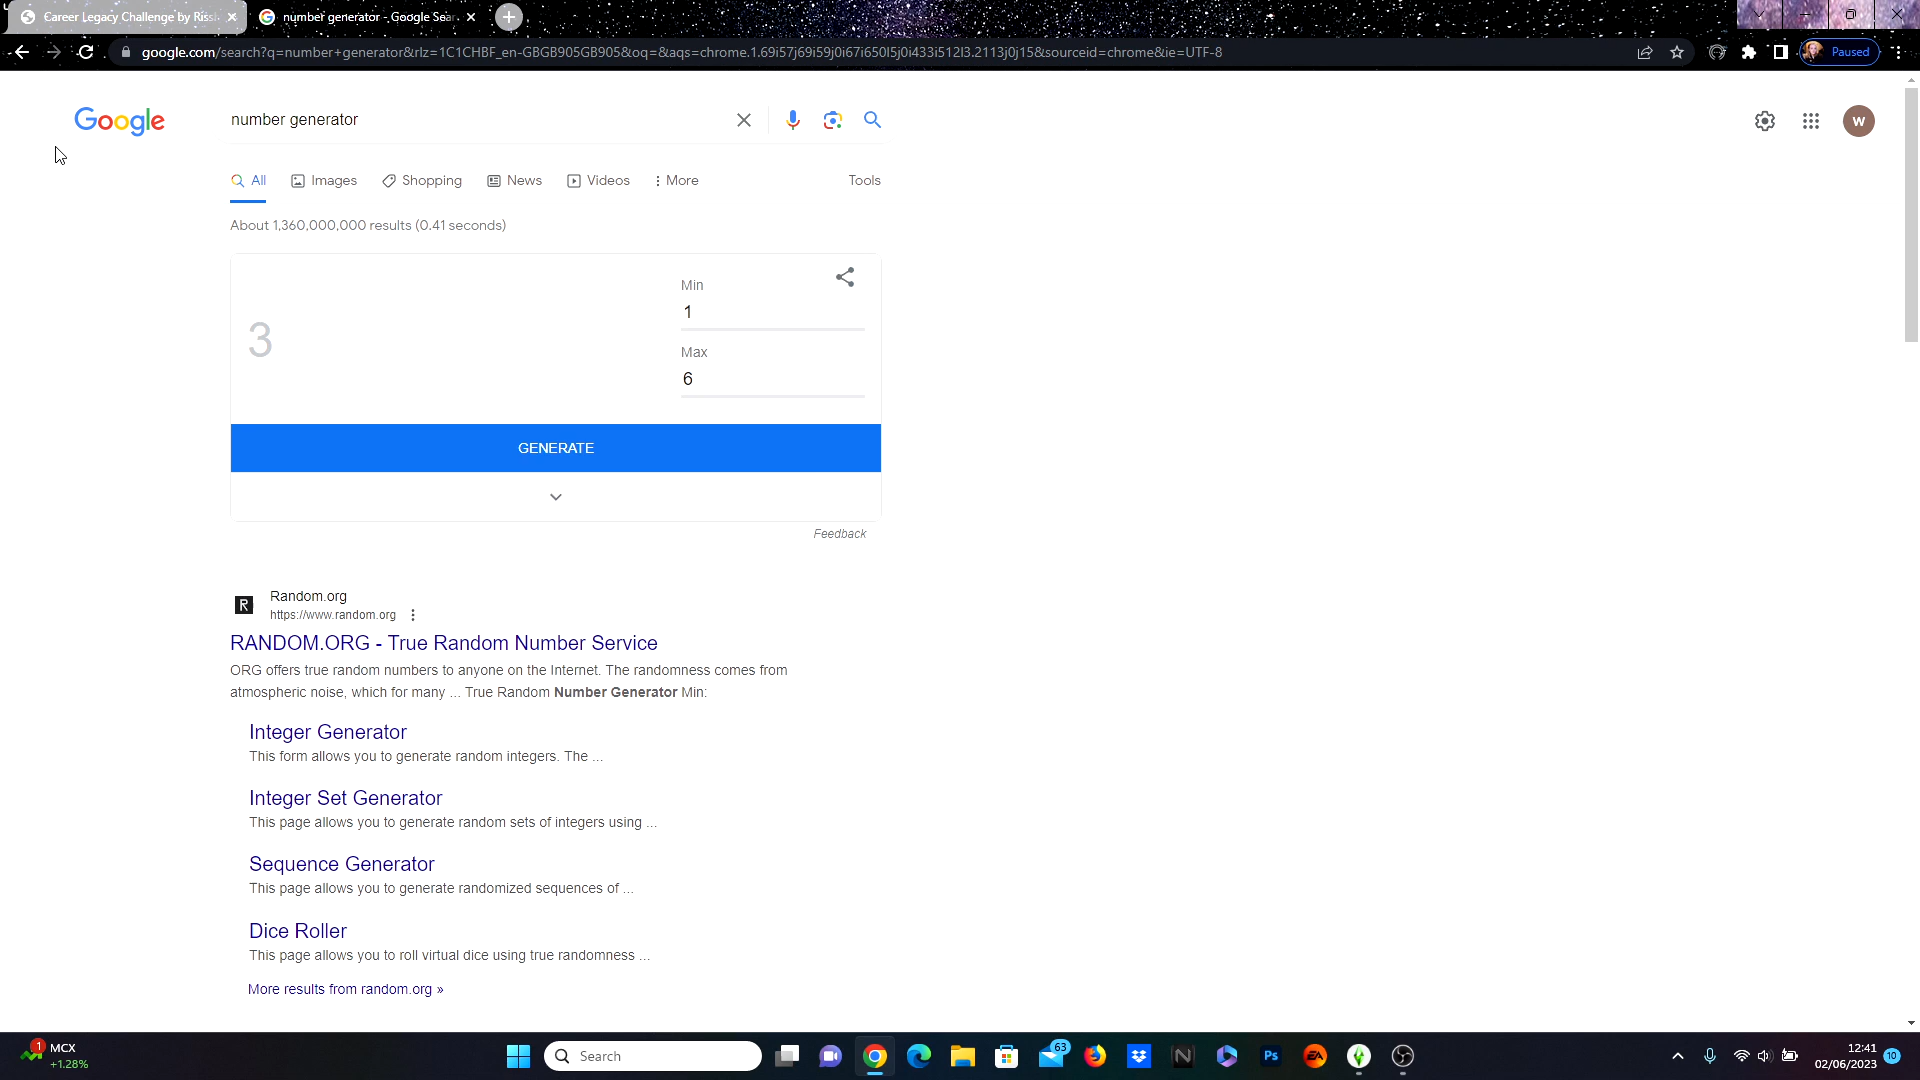 Career Legacy Challenge by Riss
number generator - Google Sear
google.com/search?q=number+generator&rlz=1C1CHBF_en-GBGB905GB905&oq=&aqs=chrome.1.69i57j69i59j0i67i650l5j0i433i512l3.2113j0j15&sourceid=chrome&ie=UTF-8
Paused
Google
number generator
W
All
Images
Shopping
News
Videos
More
Tools
About 1,360,000,000 results (0.41 seconds)
3
Min
1
Max
6
GENERATE
Feedback
R
Random.org
https://www.random.org
RANDOM.ORG - True Random Number Service
ORG offers true random numbers to anyone on the Internet. The randomness comes from
atmospheric noise, which for many ... True Random Number Generator Min:
Integer Generator
This form allows you to generate random integers. The ...
Integer Set Generator
This page allows you to generate random sets of integers using ...
Sequence Generator
This page allows you to generate randomized sequences of ...
Dice Roller
This page allows you to roll virtual dice using true randomness ...
More results from random.org »
1
MCX
+1.28%
Search
63
N
Ps
EA
12:41
02/06/2023
10